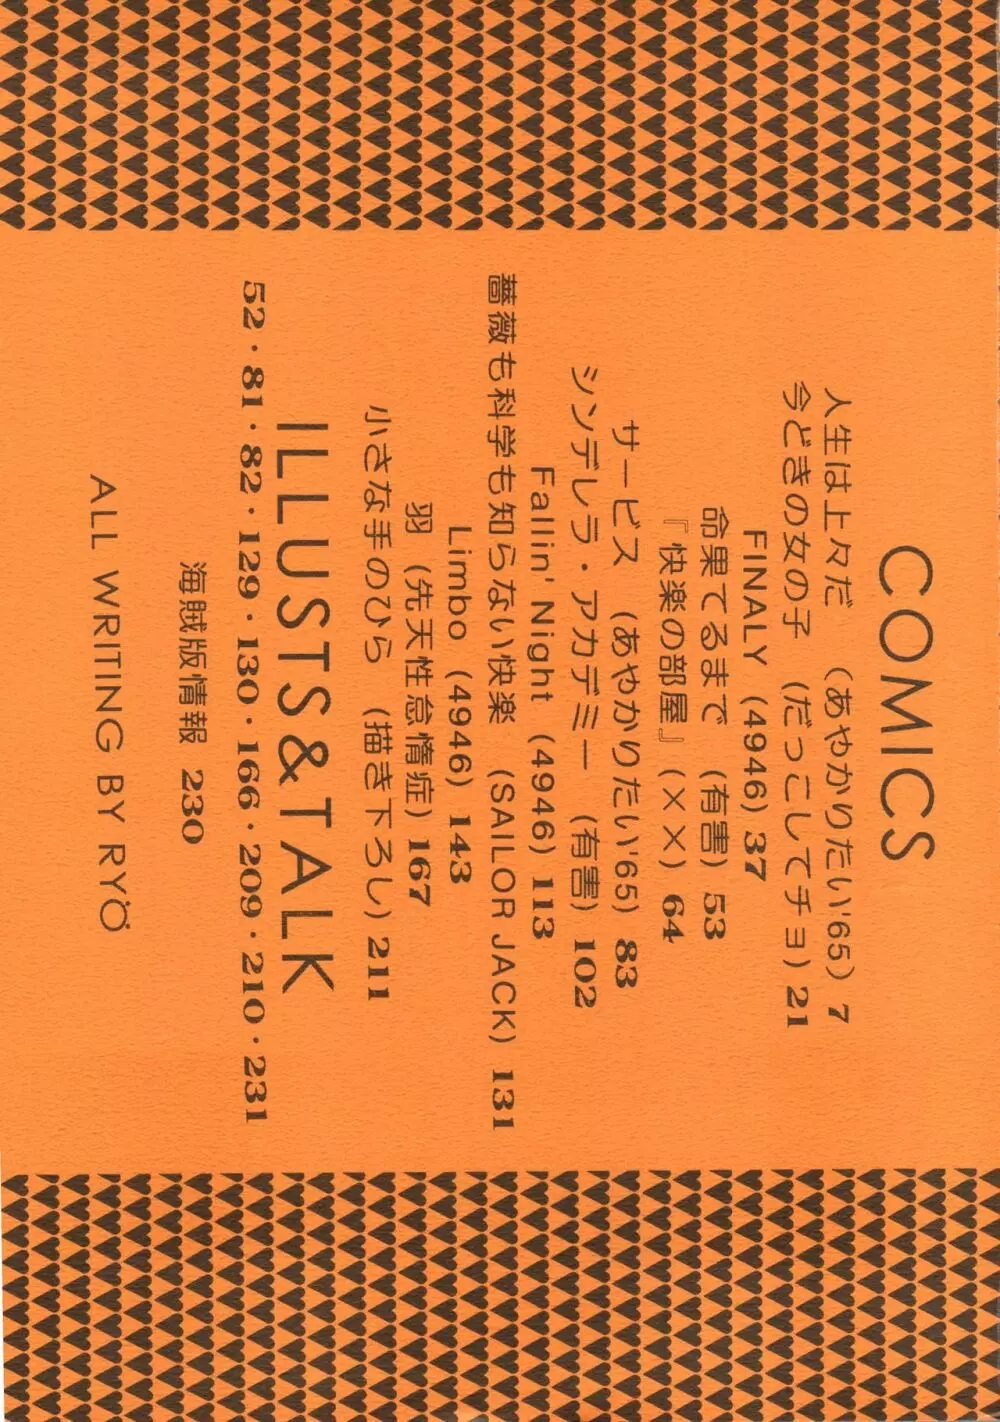 COMICS
人生は上々だ (あやかりたい'65) 7
今どきの女の子 (だっこしてチョ) 21
FINALY (4946) 37
命果てるまで (有害) 53
『快楽の部屋』(××) 64
サービス (あやかりたい'65) 83
シンデレラ・アカデミー (有害) 102
Fallin' Night (4946) 113
薔薇も科学も知らない快楽 (SAILOR JACK) 131
Limbo (4946) 143
羽 (先天性怠惰症) 167
小さな手のひら (描き下ろし) 211
ILLUSTS&TALK
52・81・82・129・130・166・209・210・231
海賊版情報 230
ALL WRITING BY RYÖ